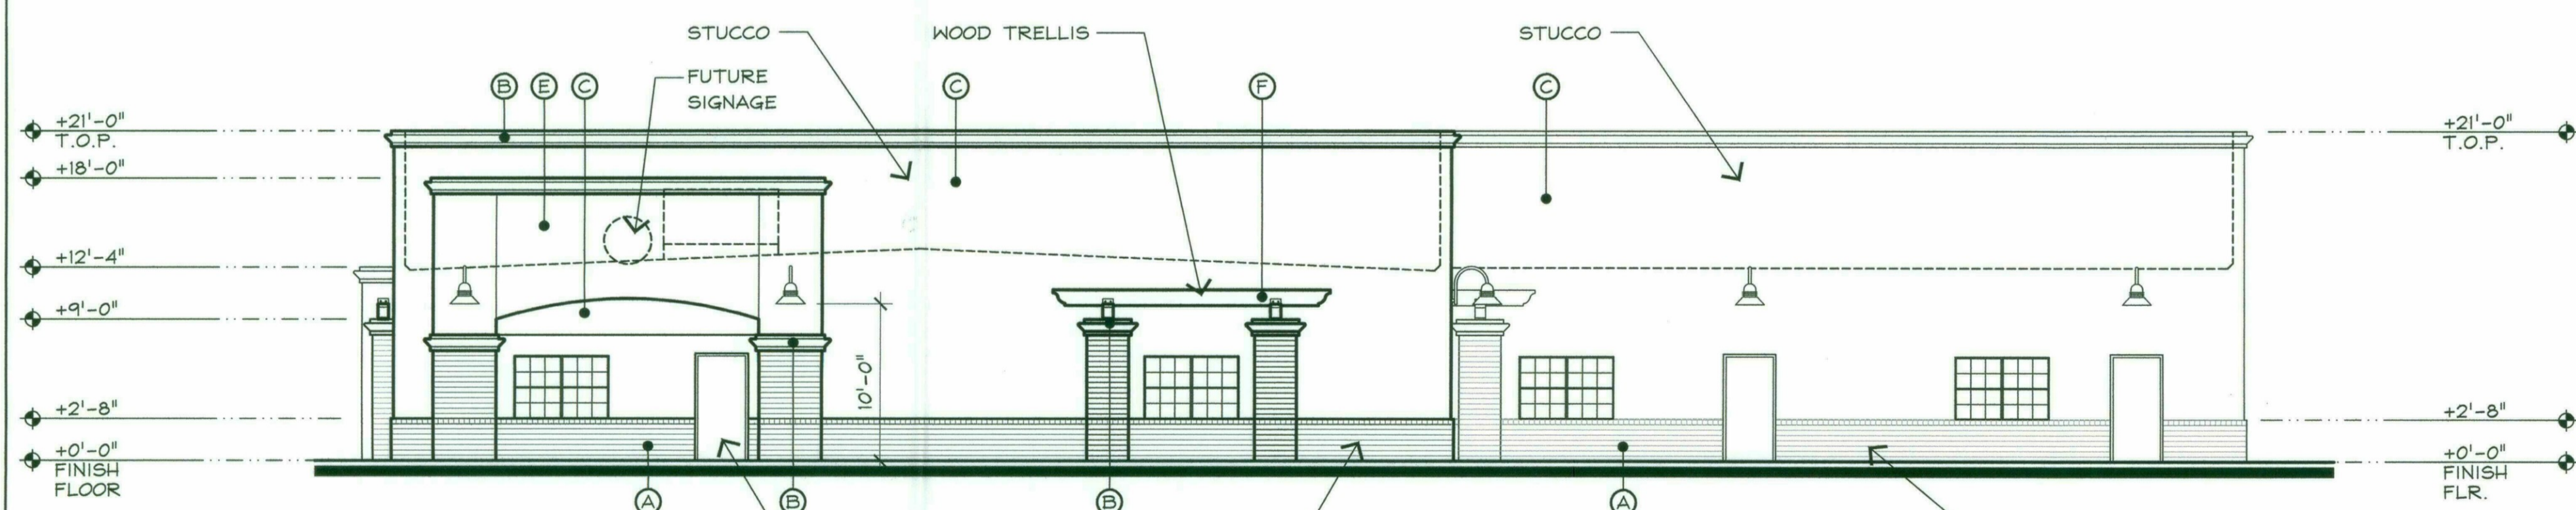 STUCCO
WOOD TRELLIS
STUCCO
FUTURE
SIGNAGE
B
E
C
C
F
C
+21'-0"
T.O.P.
+18'-0"
+12'-4"
+9'-0"
+2'-8"
+0'-0"
FINISH
FLOOR
10'-0"
+21'-0"
T.O.P.
+2'-8"
+0'-0"
FINISH
FLR.
A
B
B
A